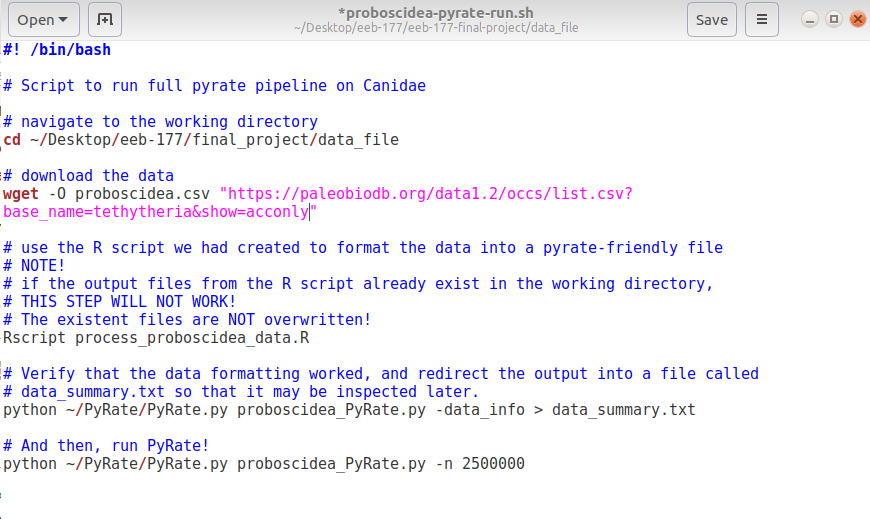 Open
*proboscidea-pyrate-run.sh
~/Desktop/eeb-177/eeb-177-final-project/data_file
Save
#! /bin/bash
# Script to run full pyrate pipeline on Canidae
# navigate to the working directory
cd ~/Desktop/eeb-177/final_project/data_file
# download the data
wget -O proboscidea.csv "https://paleobiodb.org/data1.2/occs/list.csv?
base_name=tethytheria&show=acconly"
# use the R script we had created to format the data into a pyrate-friendly file
# NOTE!
# if the output files from the R script already exist in the working directory,
# THIS STEP WILL NOT WORK!
# The existent files are NOT overwritten!
Rscript process_proboscidea_data.R
# Verify that the data formatting worked, and redirect the output into a file called
# data_summary.txt so that it may be inspected later.
python ~/PyRate/PyRate.py proboscidea_PyRate.py -data_info > data_summary.txt
# And then, run PyRate!
python ~/PyRate/PyRate.py proboscidea_PyRate.py -n 2500000